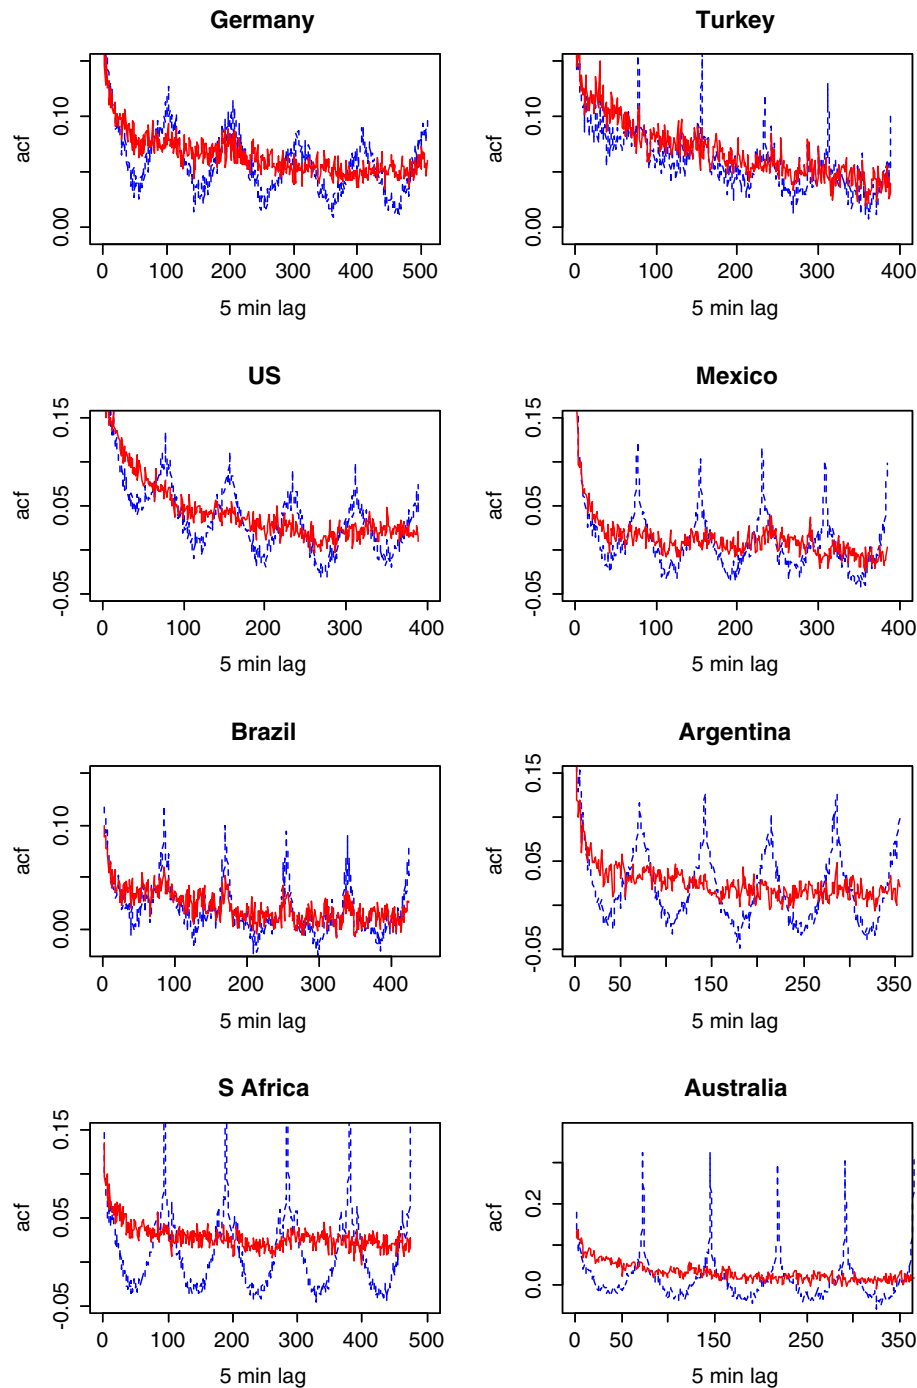 Germany
acf
0.00
0.10
0 100 200 300 400 500
5 min lag
Turkey
acf
0.00
0.10
0 100 200 300 400
5 min lag
US
acf
-0.05
0.05
0.15
0 100 200 300 400
5 min lag
Mexico
acf
-0.05
0.05
0.15
0 100 200 300 400
5 min lag
Brazil
acf
0.00
0.10
0 100 200 300 400
5 min lag
Argentina
acf
-0.05
0.05
0.15
0 50 150 250 350
5 min lag
S Africa
acf
-0.05
0.05
0.15
0 100 200 300 400 500
5 min lag
Australia
acf
0.0
0.2
0 50 150 250 350
5 min lag